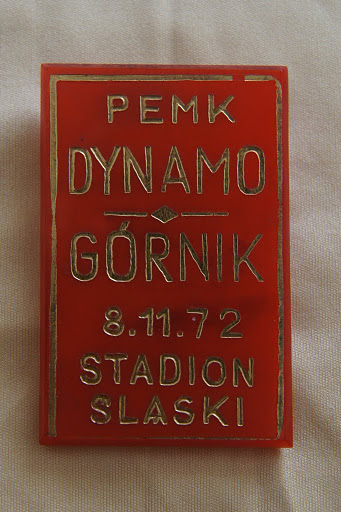 PEMK
DYNAMO
GÓRNIK
8.11.72
STADION
SLASKI